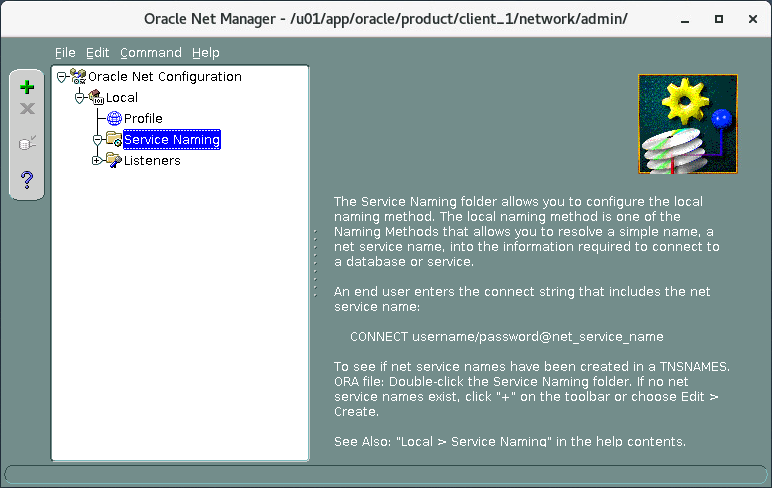 Oracle Net Manager - /u01/app/oracle/product/client_1/network/admin/
File Edit Command Help
Oracle Net Configuration
Local
Profile
Service Naming
Listeners
The Service Naming folder allows you to configure the local
naming method. The local naming method is one of the
Naming Methods that allows you to resolve a simple name, a
net service name, into the information required to connect to
a database or service.
An end user enters the connect string that includes the net
service name:
CONNECT username/password@net_service_name
To see if net service names have been created in a TNSNAMES.
ORA file: Double-click the Service Naming folder. If no net
service names exist, click "+" on the toolbar or choose Edit >
Create.
See Also: "Local > Service Naming" in the help contents.